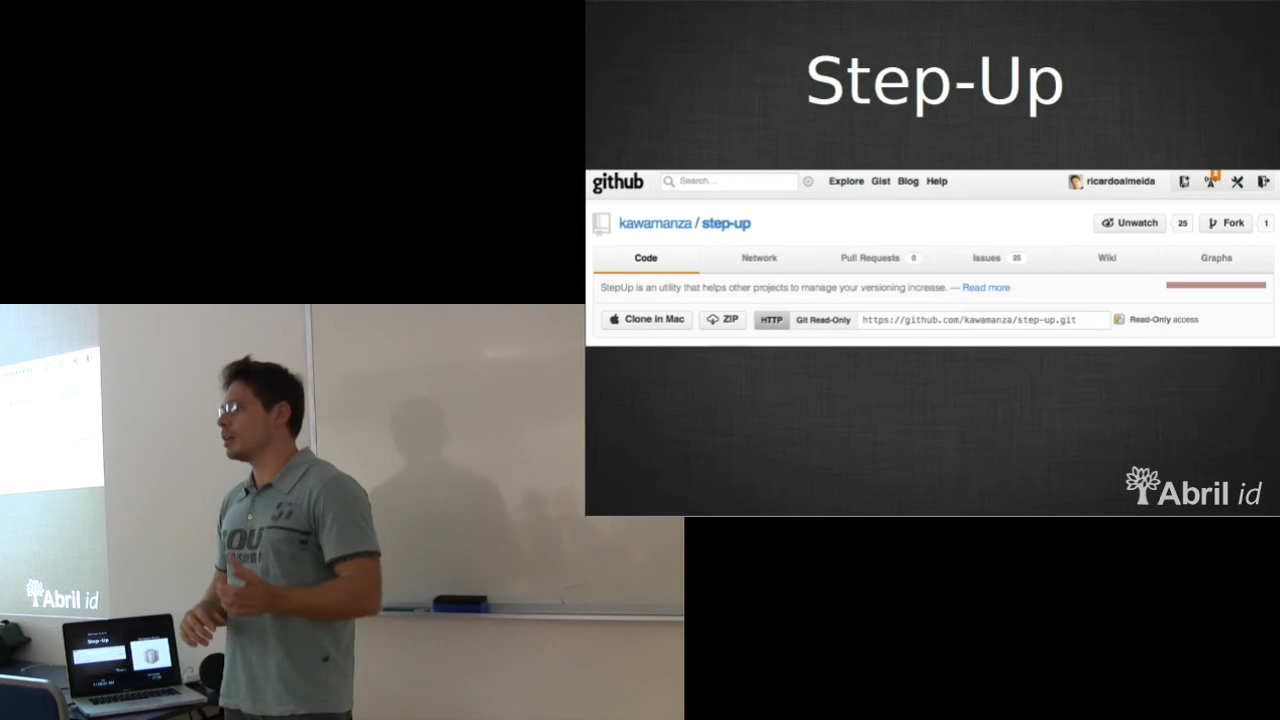 Step-Up
github Search... Explore Gist Blog Help ricardoalmeida
kawamanza / step-up Unwatch 25 Fork 1
Code Network Pull Requests 0 Issues 25 Wiki Graphs
StepUp is an utility that helps other projects to manage your versioning increase. — Read more
Clone in Mac ZIP HTTP Git Read-Only https://github.com/kawamanza/step-up.git Read-Only access
Abril id
Abril id
Step-Up